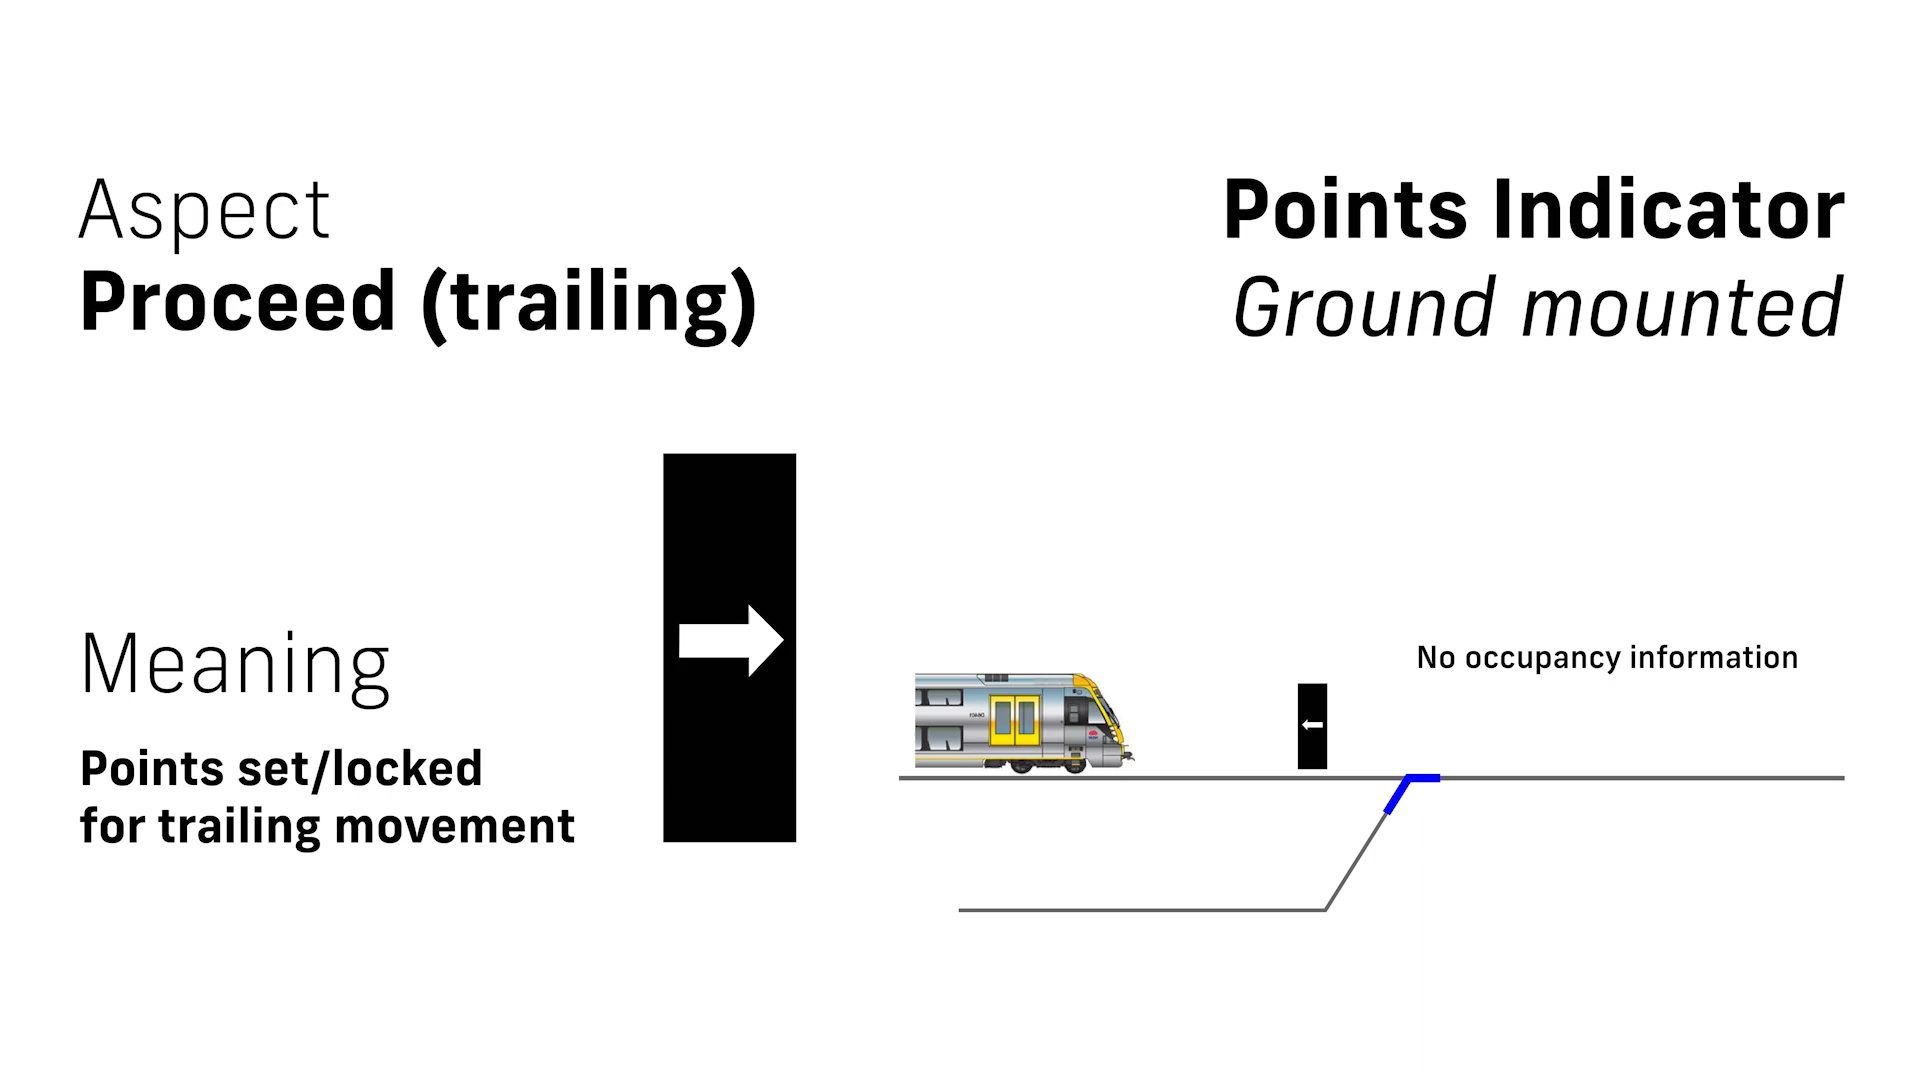 Aspect
Proceed (trailing)
Points Indicator
Ground mounted
Meaning
Points set/locked
for trailing movement
No occupancy information